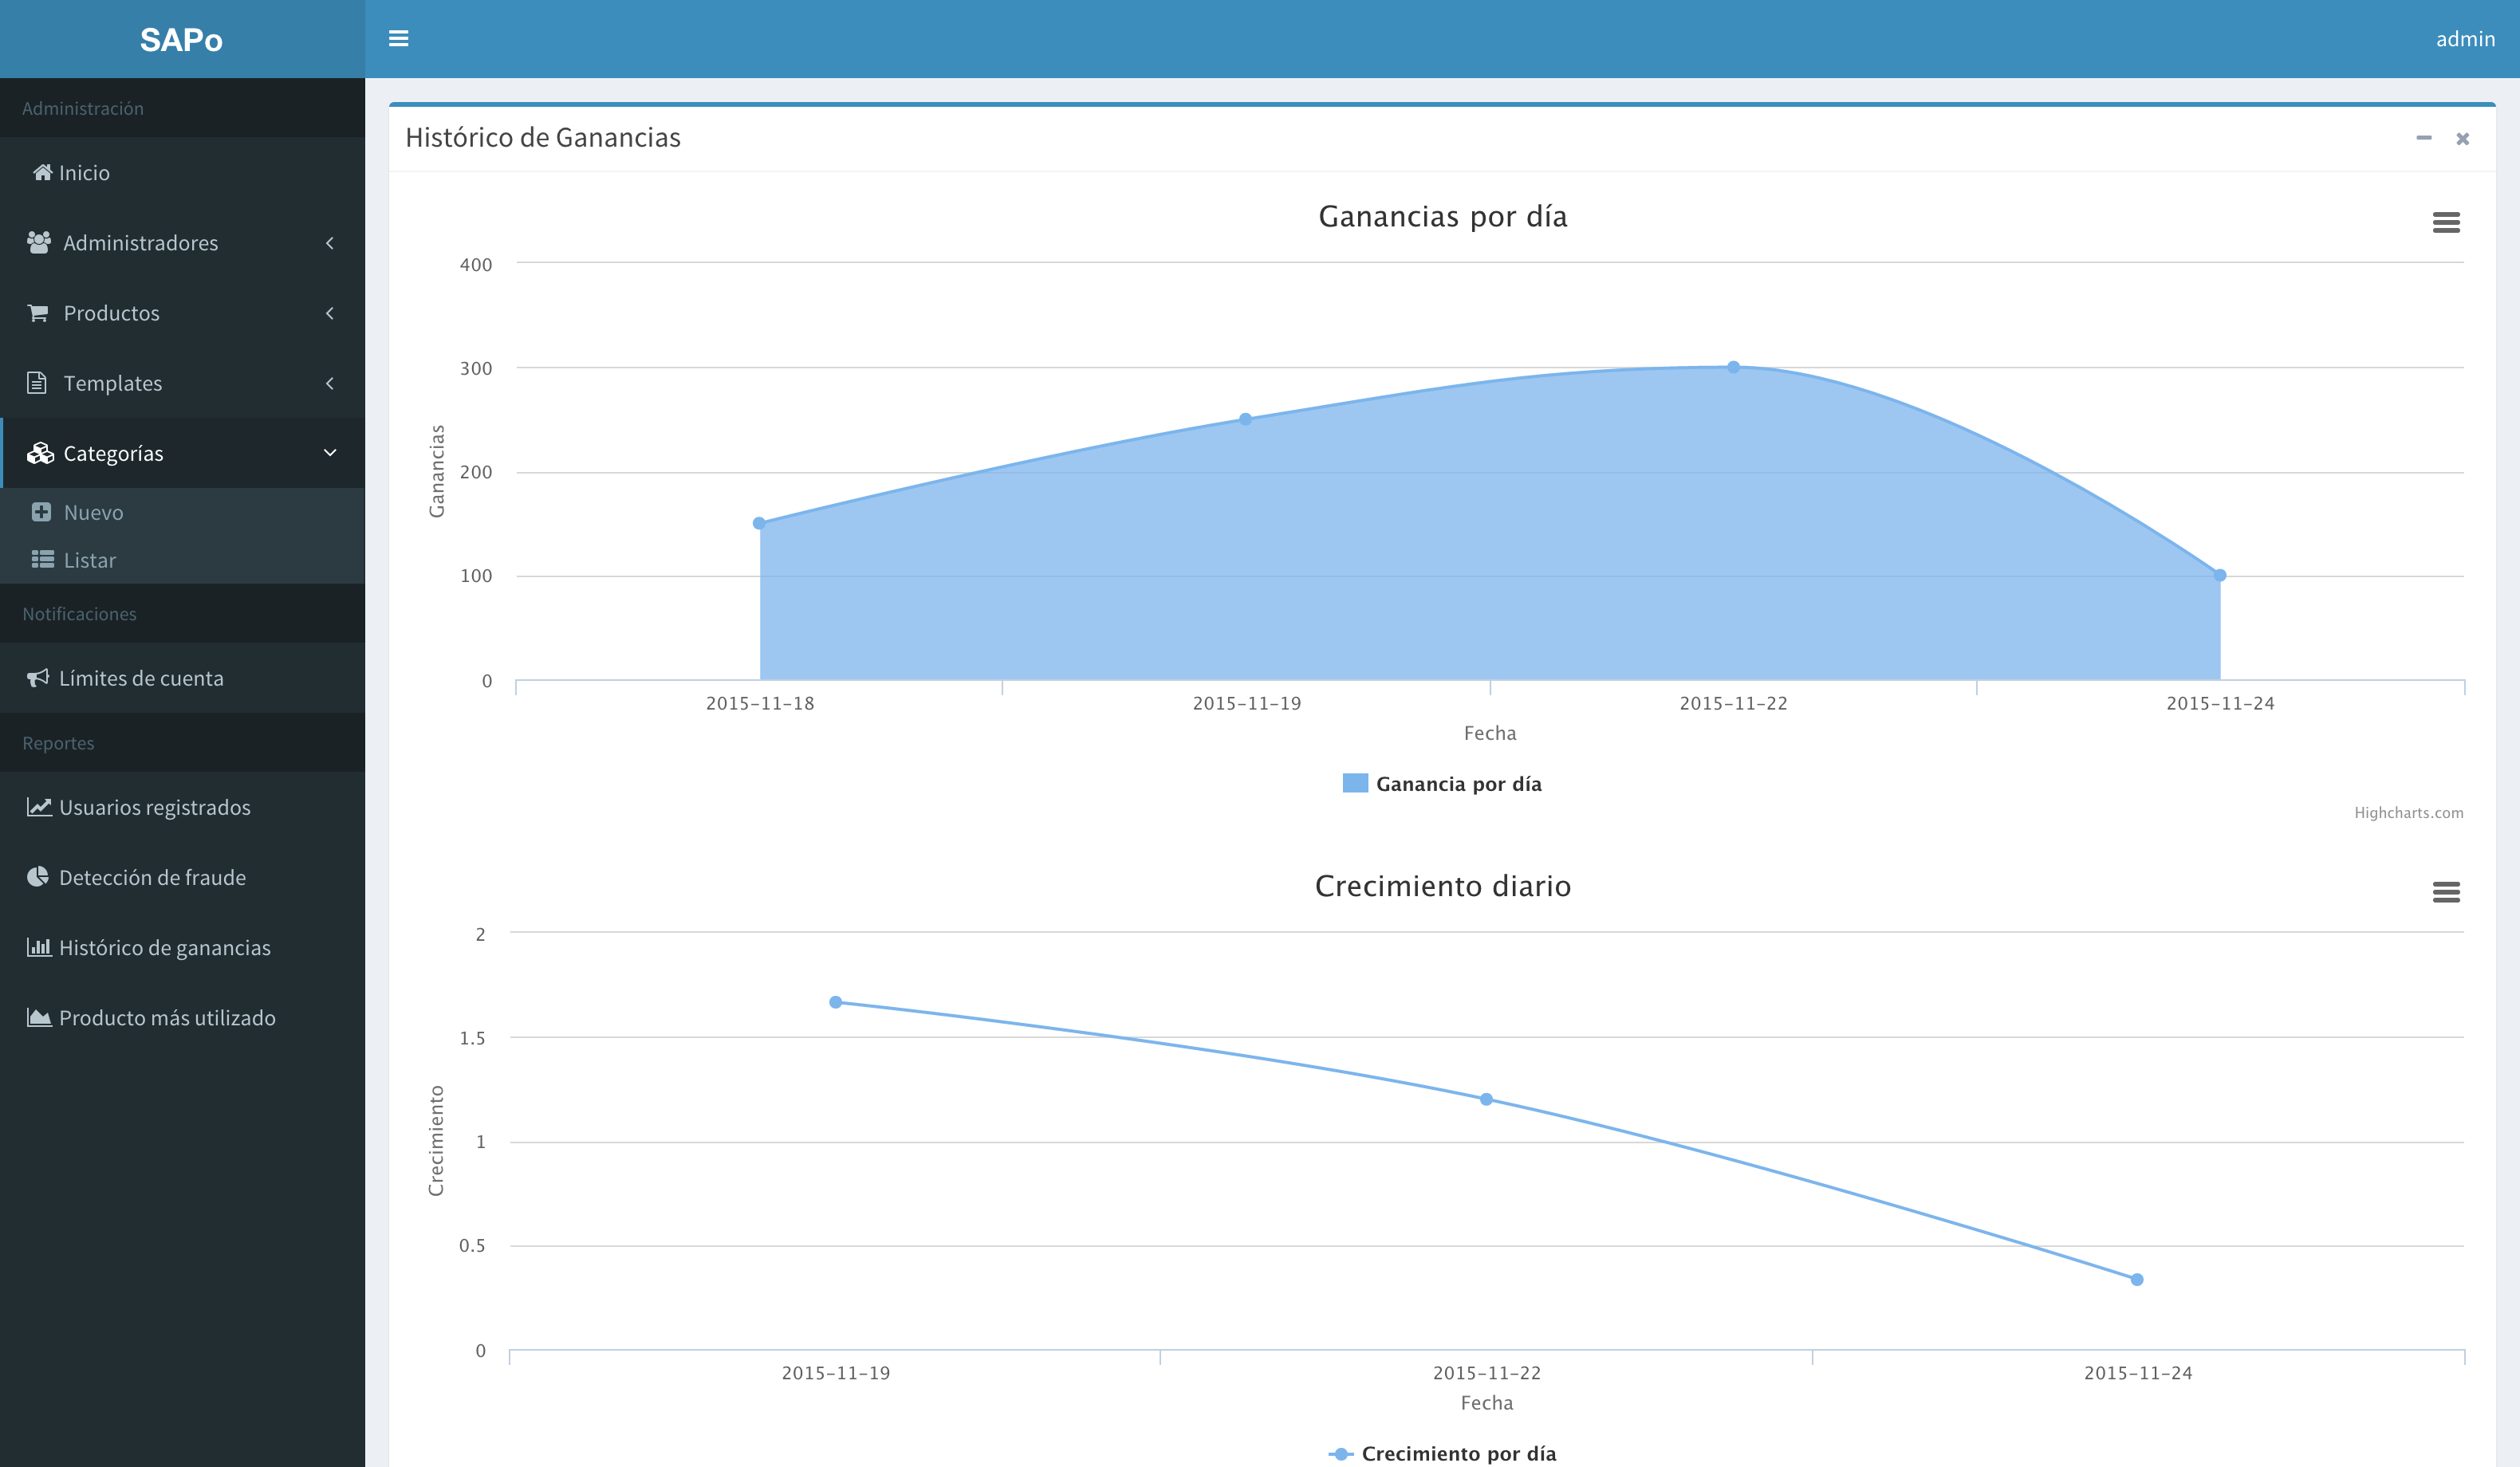 SAPo
admin
Administración
Inicio
Administradores
Productos
Templates
Categorías
Nuevo
Listar
Notificaciones
Límites de cuenta
Reportes
Usuarios registrados
Detección de fraude
Histórico de ganancias
Producto más utilizado
Histórico de Ganancias
Ganancias por día
400
300
200
100
0
Ganancias
2015-11-18 2015-11-19 2015-11-22 2015-11-24
Fecha
Ganancia por día
Highcharts.com
Crecimiento diario
2
1.5
1
0.5
0
Crecimiento
2015-11-19 2015-11-22 2015-11-24
Fecha
Crecimiento por día